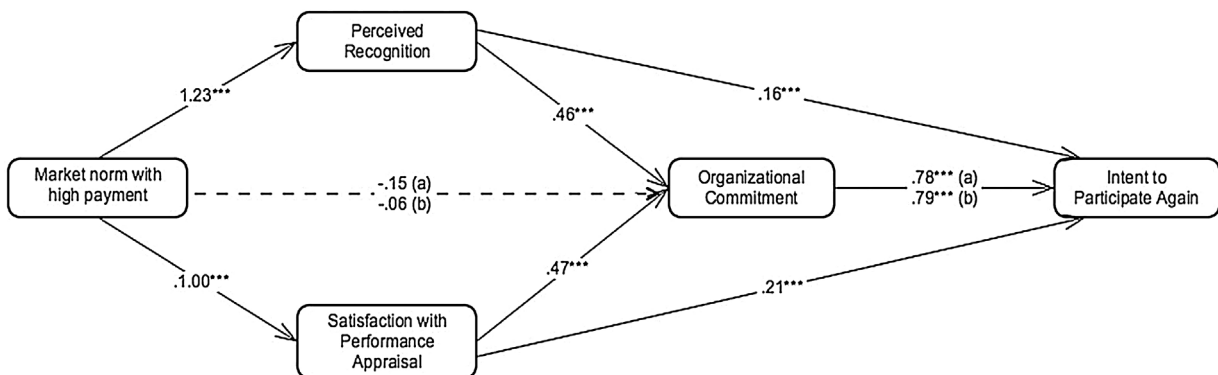 Perceived
Recognition
1.23***
.16***
.46***
Market norm with
high payment
-.15 (a)
-.06 (b)
Organizational
Commitment
.78*** (a)
.79*** (b)
Intent to
Participate Again
.1.00***
.47***
.21***
Satisfaction with
Performance
Appraisal